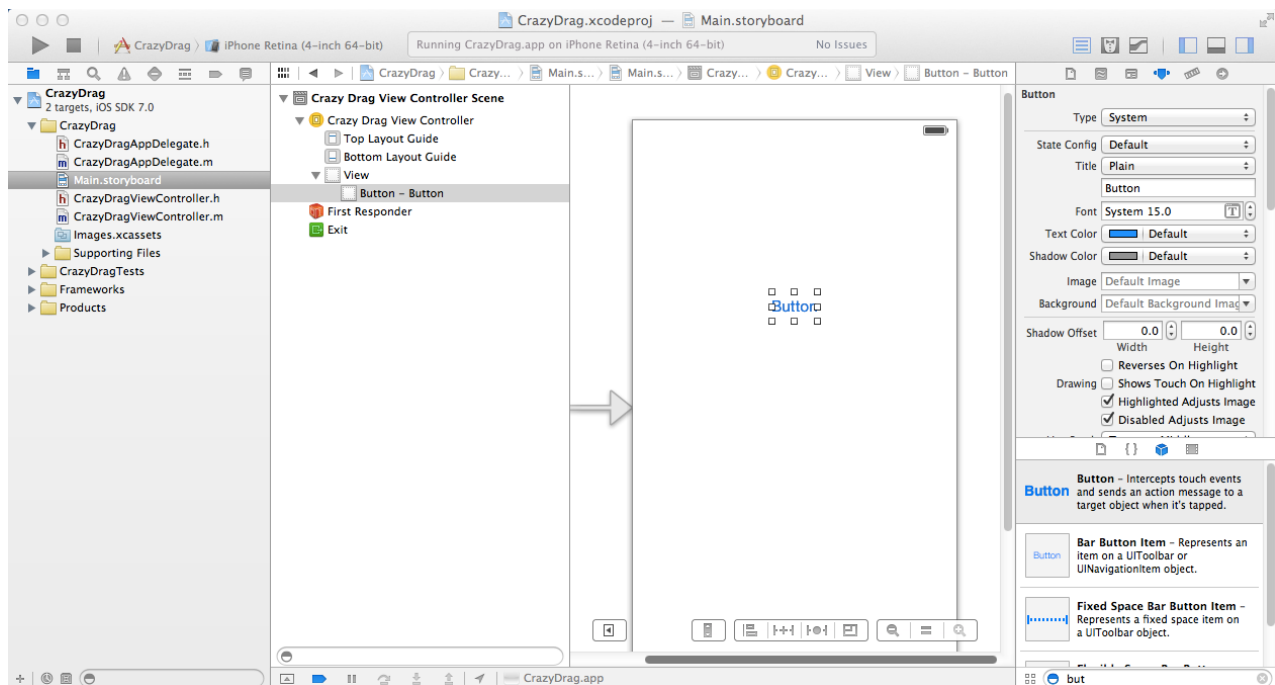 CrazyDrag.xcodeproj — Main.storyboard
CrazyDrag
iPhone Retina (4-inch 64-bit)
Running CrazyDrag.app on iPhone Retina (4-inch 64-bit)
No Issues
CrazyDrag
Crazy...
Main.s...
Main.s...
Crazy...
Crazy...
View
Button - Button
CrazyDrag
2 targets, iOS SDK 7.0
CrazyDrag
CrazyDragAppDelegate.h
CrazyDragAppDelegate.m
Main.storyboard
CrazyDragViewController.h
CrazyDragViewController.m
Images.xcassets
Supporting Files
CrazyDragTests
Frameworks
Products
Crazy Drag View Controller Scene
Crazy Drag View Controller
Top Layout Guide
Bottom Layout Guide
View
Button - Button
First Responder
Exit
Button
Button
Type System
State Config Default
Title Plain
Button
Font System 15.0
Text Color Default
Shadow Color Default
Image Default Image
Background Default Background Imag
Shadow Offset 0.0 0.0
Width Height
Reverses On Highlight
Drawing Shows Touch On Highlight
Highlighted Adjusts Image
Disabled Adjusts Image
Button
Button - Intercepts touch events
and sends an action message to a
target object when it's tapped.
Button
Bar Button Item - Represents an
item on a UIToolbar or
UINavigationItem object.
Fixed Space Bar Button Item -
Represents a fixed space item on
a UIToolbar object.
CrazyDrag.app
but